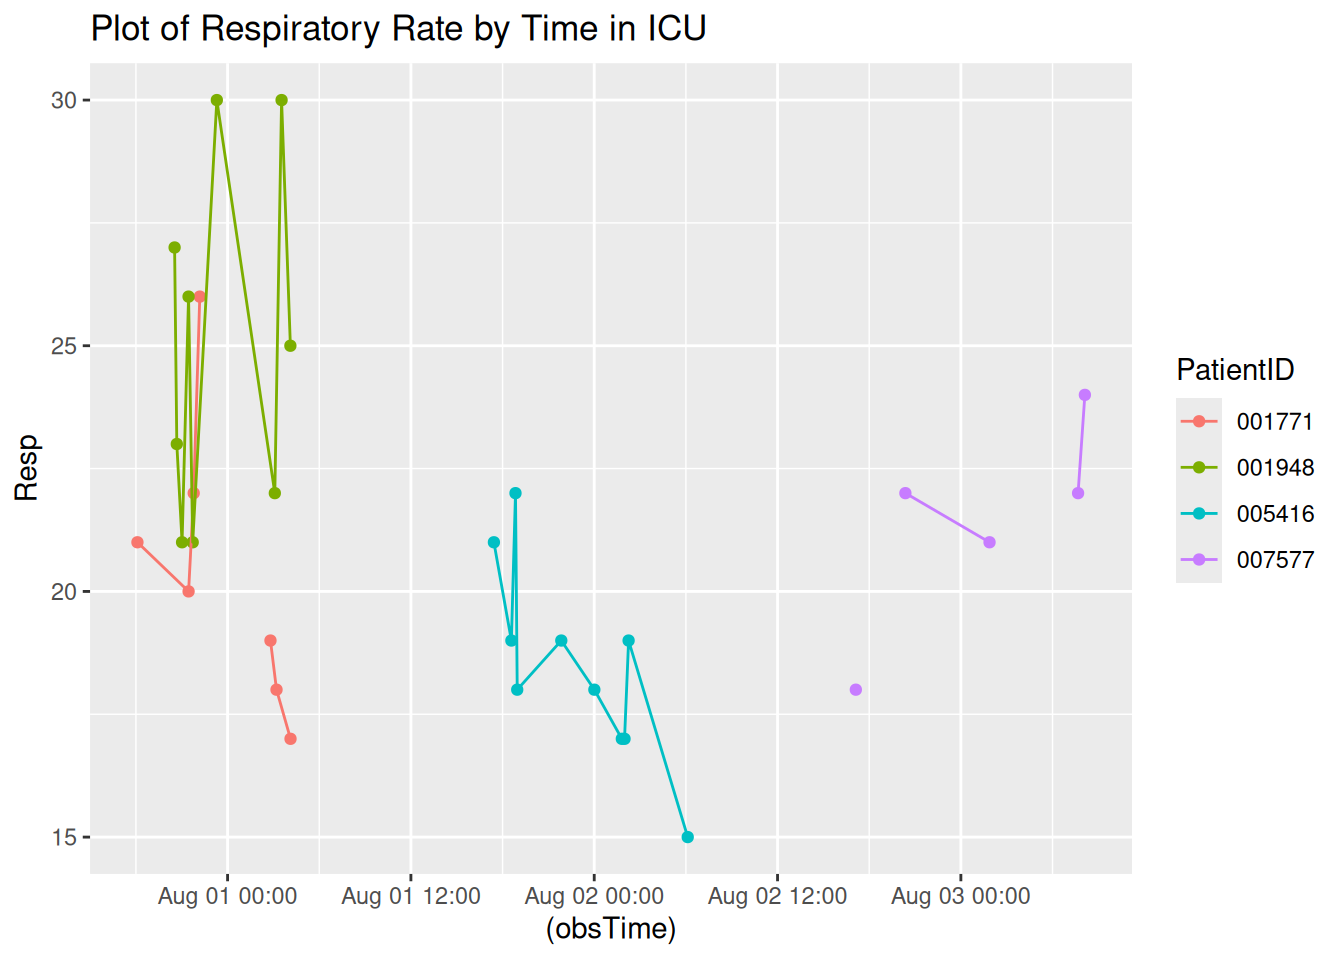 Plot of Respiratory Rate by Time in ICU
30
25
20
15
Resp
Aug 01 00:00 Aug 01 12:00 Aug 02 00:00 Aug 02 12:00 Aug 03 00:00
(obsTime)
PatientID
001771
001948
005416
007577